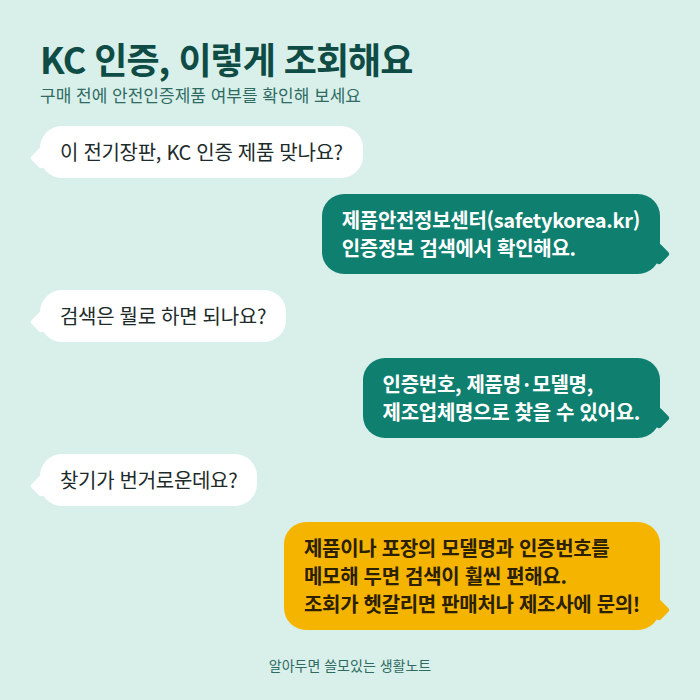 KC 인증, 이렇게 조회해요
구매 전에 안전인증제품 여부를 확인해 보세요
이 전기장판, KC 인증 제품 맞나요?
제품안전정보센터(safetykorea.kr)
인증정보 검색에서 확인해요.
검색은 뭘로 하면 되나요?
인증번호, 제품명·모델명,
제조업체명으로 찾을 수 있어요.
찾기가 번거로운데요?
제품이나 포장의 모델명과 인증번호를
메모해 두면 검색이 훨씬 편해요.
조회가 헷갈리면 판매처나 제조사에 문의!
알아두면 쓸모있는 생활노트